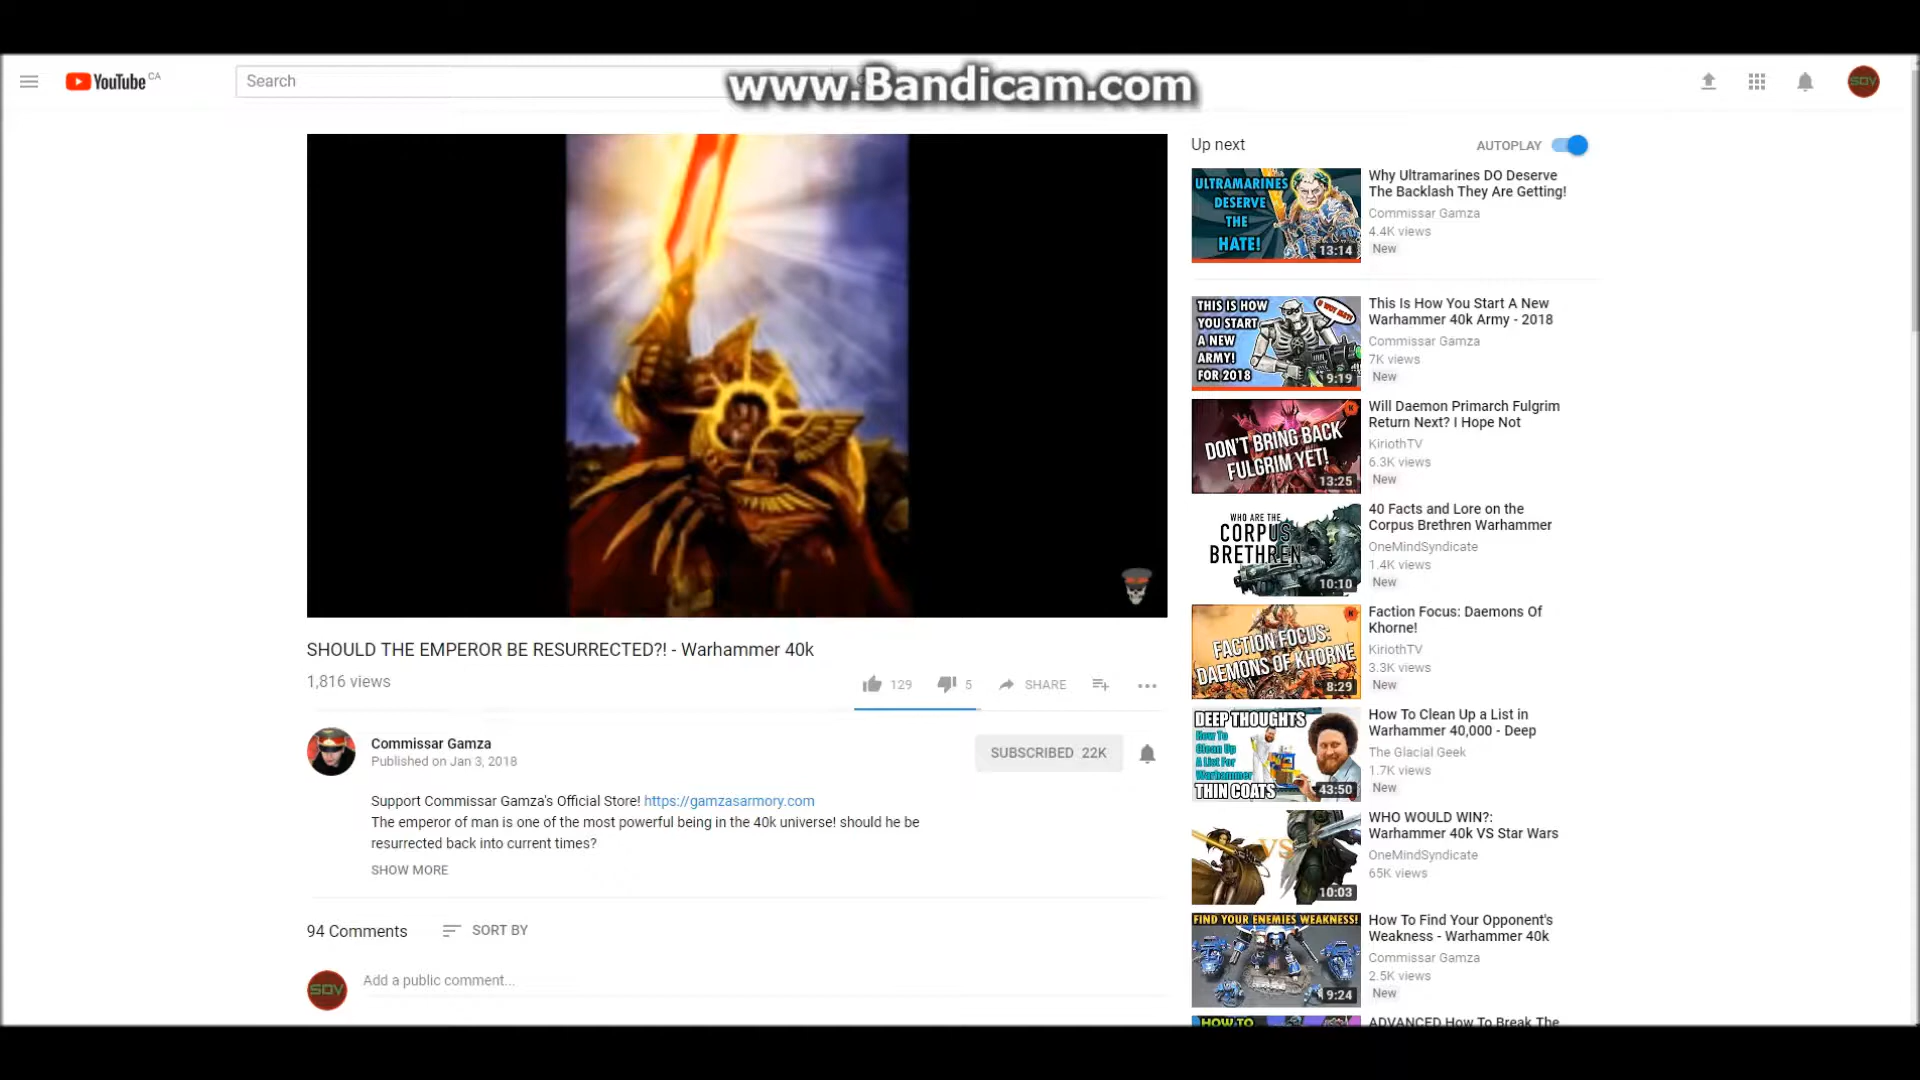 www.Bandicam.com
YouTube CA
Search
SDV
Up next
AUTOPLAY
ULTRAMARINES
DESERVE
THE
HATE!
13:14
Why Ultramarines DO Deserve
The Backlash They Are Getting!
Commissar Gamza
4.4K views
New
THIS IS HOW
YOU START
A NEW
ARMY!
FOR 2018
9:19
This Is How You Start A New
Warhammer 40k Army - 2018
Commissar Gamza
7K views
New
DON'T BRING BACK
FULGRIM YET!
13:25
Will Daemon Primarch Fulgrim
Return Next? I Hope Not
KiriothTV
6.3K views
New
WHO ARE THE
CORPUS
BRETHREN
10:10
40 Facts and Lore on the
Corpus Brethren Warhammer
OneMindSyndicate
1.4K views
New
FACTION FOCUS:
DAEMONS OF KHORNE
8:29
Faction Focus: Daemons Of
Khorne!
KiriothTV
3.3K views
New
DEEP THOUGHTS
How To
Clean Up
A List For
Warhammer
THIN COATS
43:50
How To Clean Up a List in
Warhammer 40,000 - Deep
The Glacial Geek
1.7K views
New
VS
10:03
WHO WOULD WIN?:
Warhammer 40k VS Star Wars
OneMindSyndicate
65K views
FIND YOUR ENEMIES WEAKNESS!
9:24
How To Find Your Opponent's
Weakness - Warhammer 40k
Commissar Gamza
2.5K views
New
HOW TO
ADVANCED How To Break The
SHOULD THE EMPEROR BE RESURRECTED?! - Warhammer 40k
1,816 views
129
5
SHARE
Commissar Gamza
Published on Jan 3, 2018
SUBSCRIBED 22K
Support Commissar Gamza's Official Store! https://gamzasarmory.com
The emperor of man is one of the most powerful being in the 40k universe! should he be
resurrected back into current times?
SHOW MORE
94 Comments
SORT BY
SDV
Add a public comment...